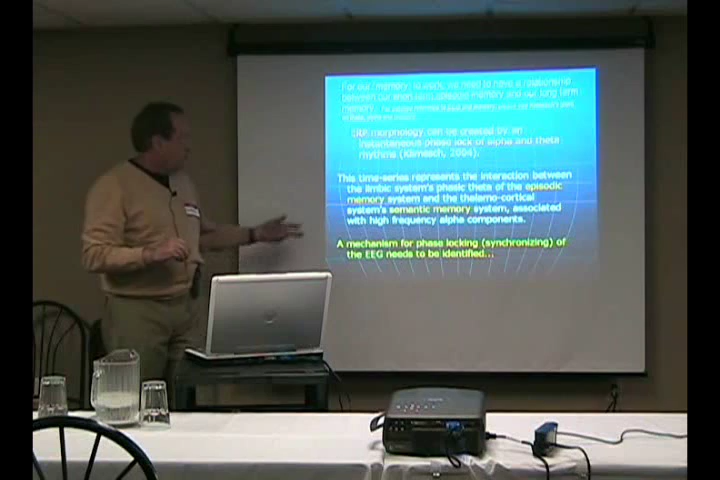 For our memory to exist, we need to have a relationship
between our short term episodic memory and our long term
memory.
ERP morphology can be created by an
instantaneous phase lock of alpha and theta
rhythms (Klimesch, 2004).
This time-series represents the interaction between
the limbic system's phasic theta of the episodic
memory system and the thalamo-cortical
system's semantic memory system, associated
with high frequency alpha components.
A mechanism for phase locking (synchronizing) of
the EEG needs to be identified...